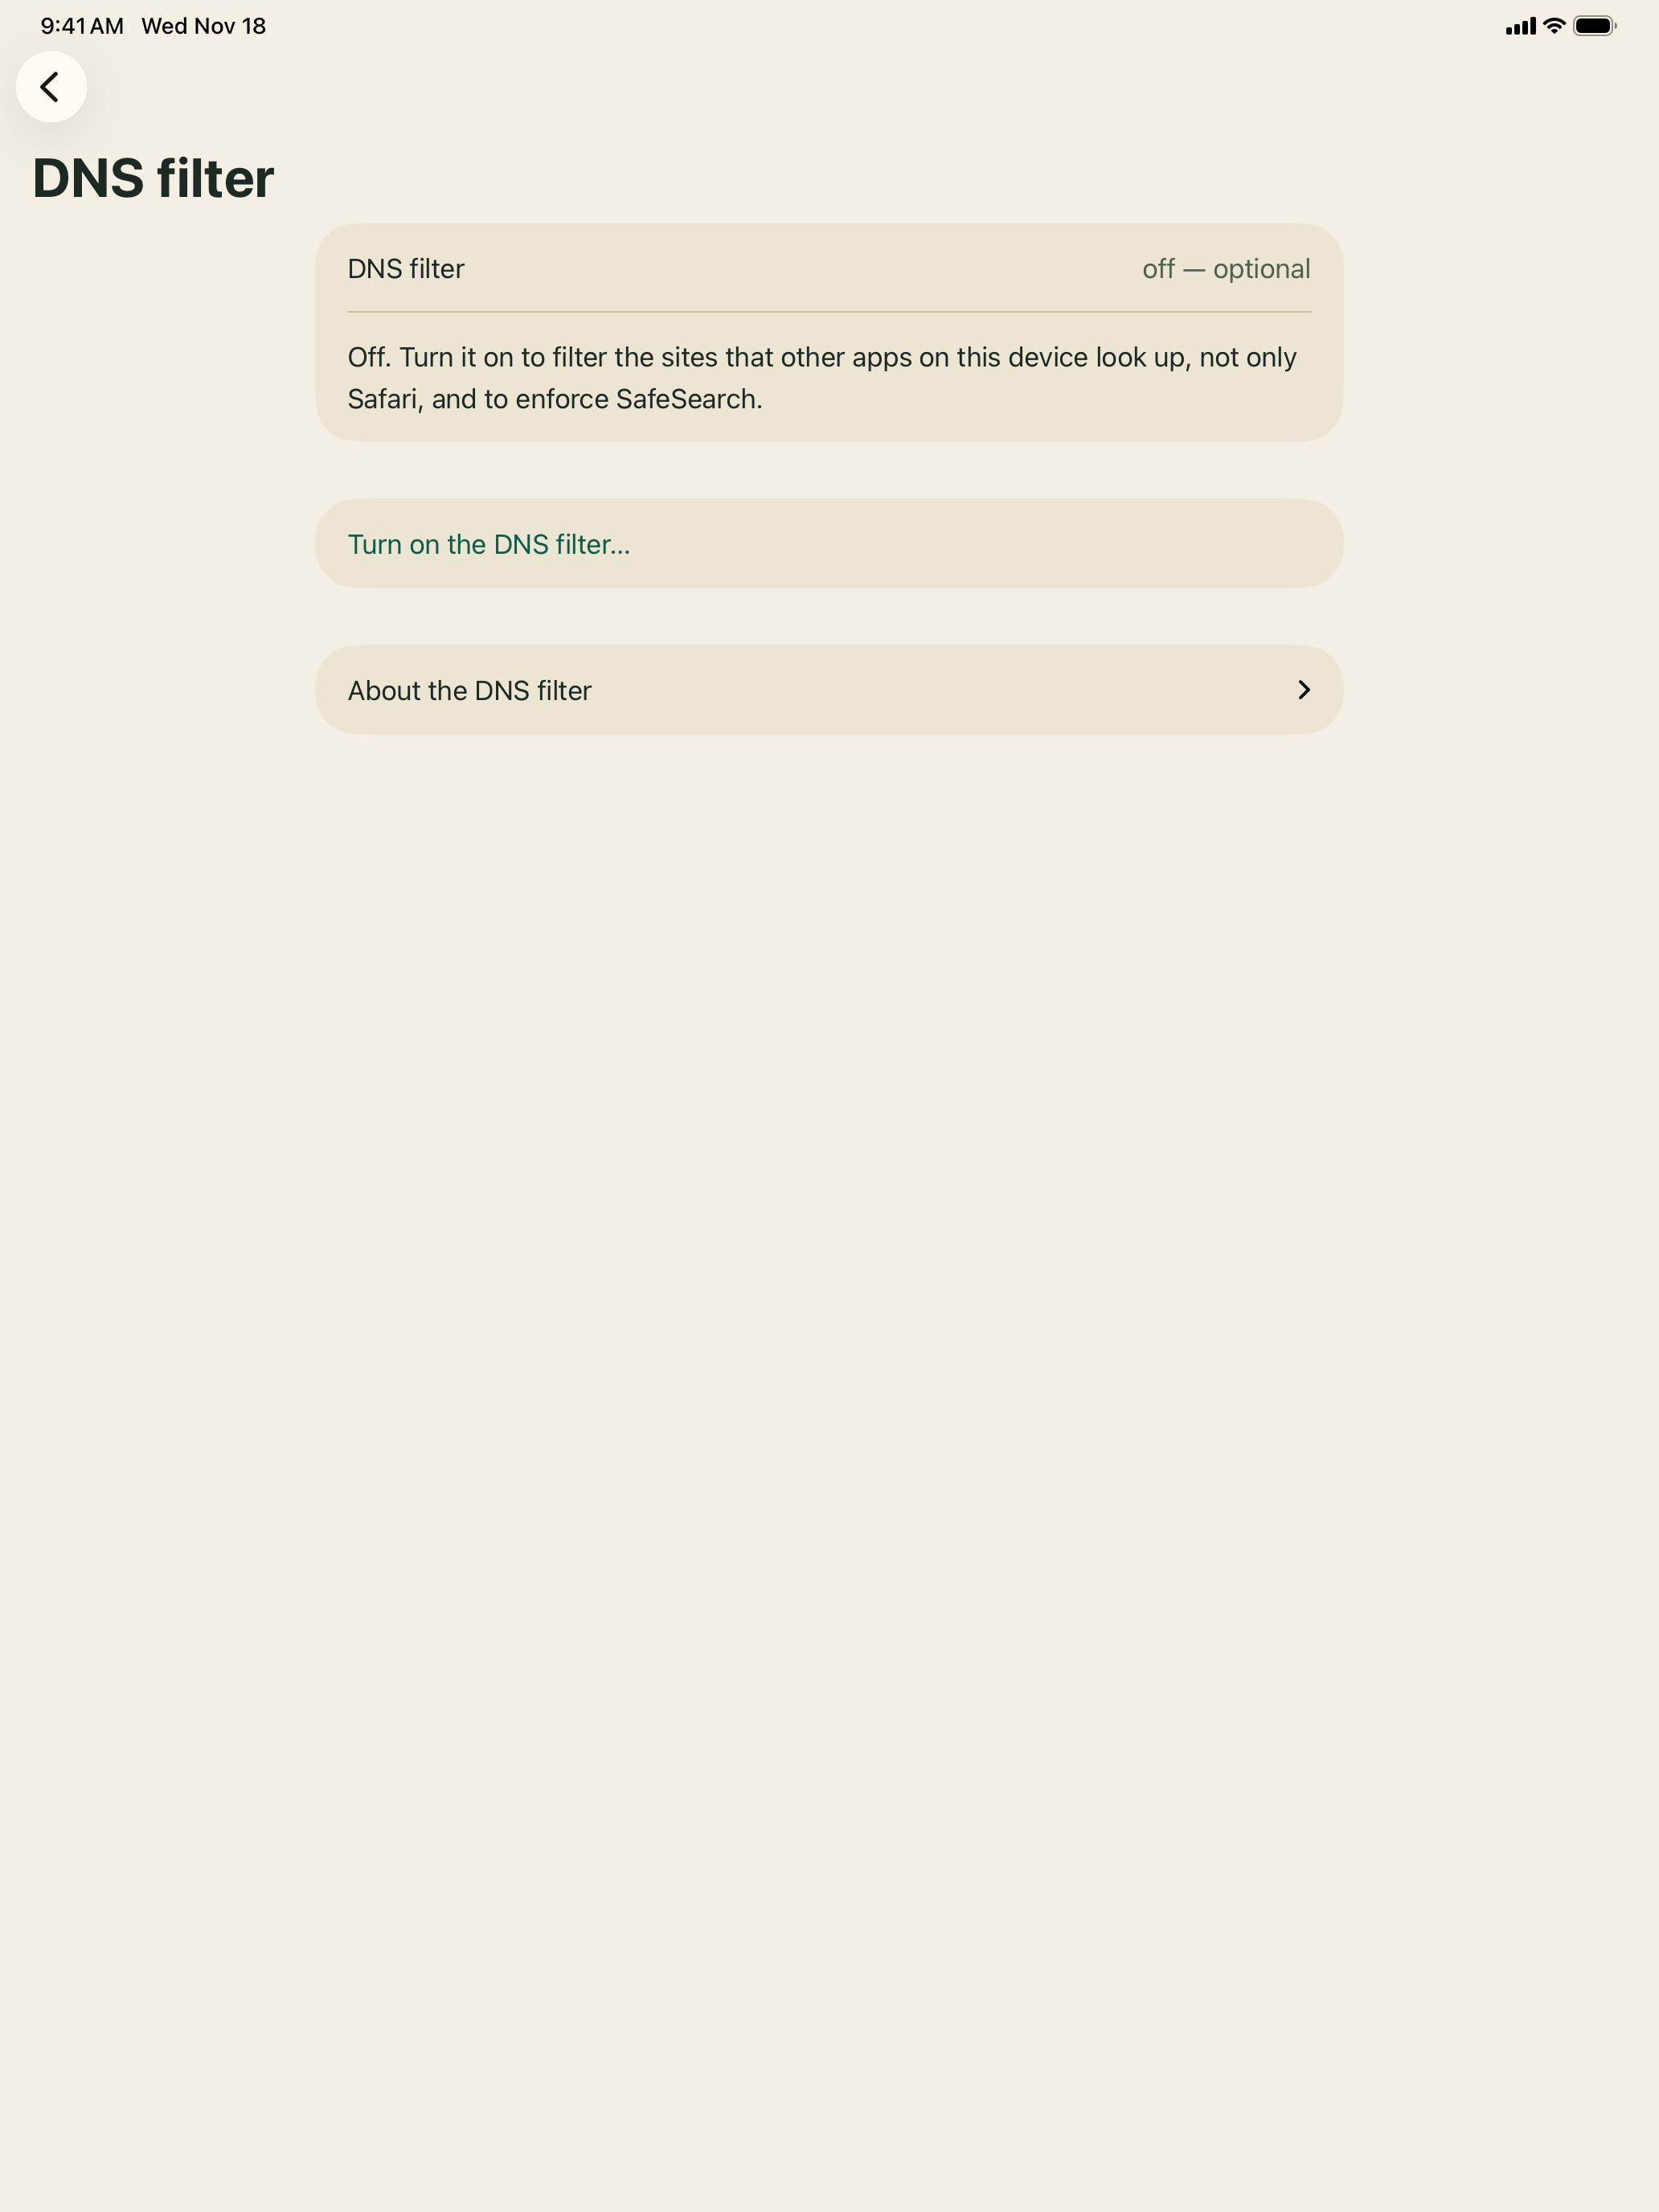 9:41 AM Wed Nov 18
DNS filter
DNS filter off — optional
Off. Turn it on to filter the sites that other apps on this device look up, not only
Safari, and to enforce SafeSearch.
Turn on the DNS filter...
About the DNS filter